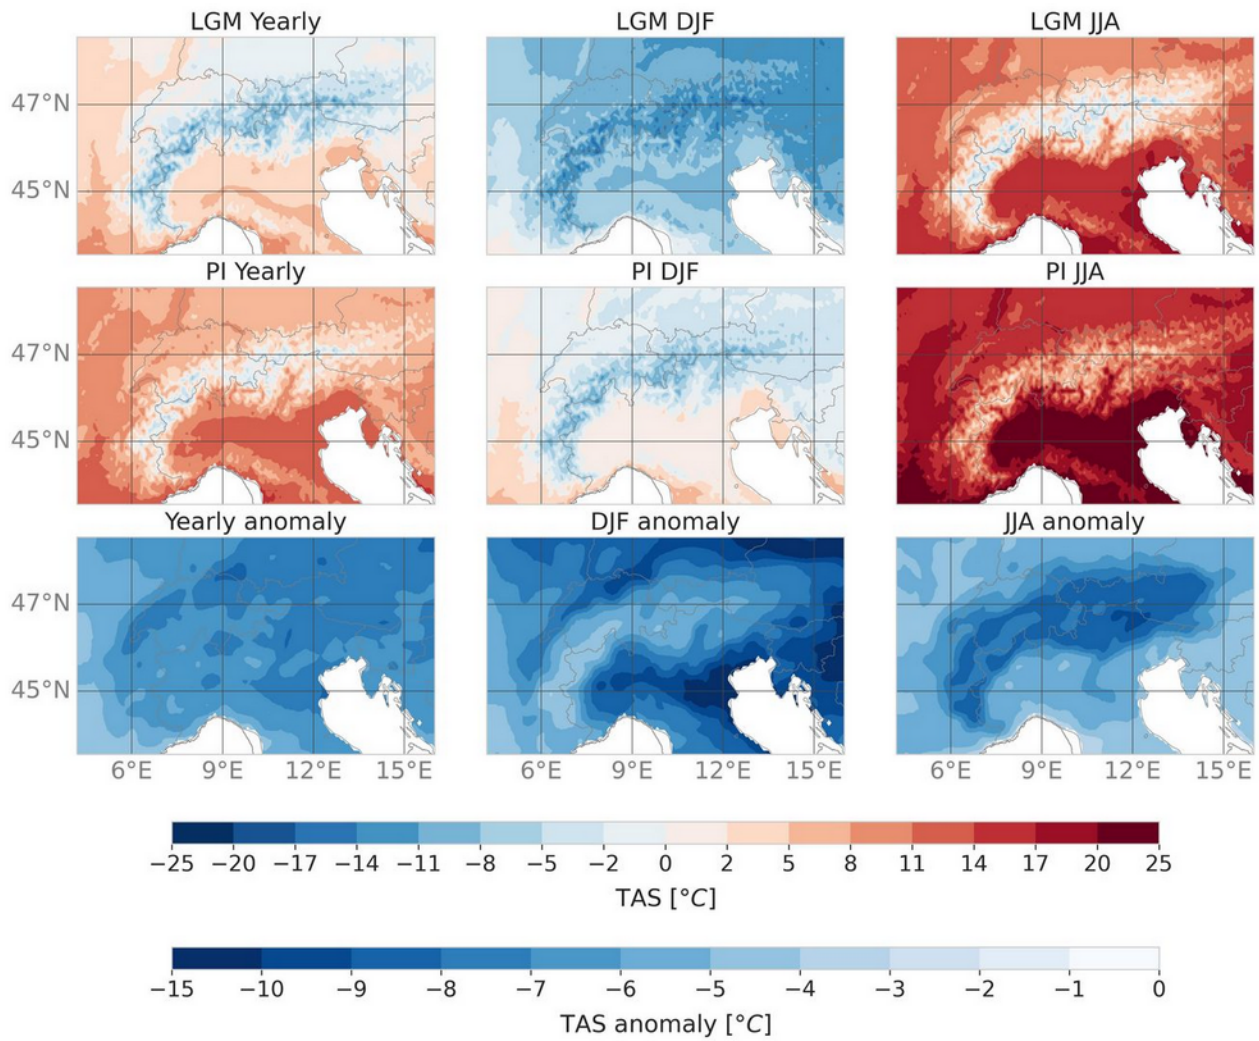 LGM Yearly LGM DJF LGM JJA
47°N
45°N
PI Yearly PI DJF PI JJA
47°N
45°N
Yearly anomaly DJF anomaly JJA anomaly
47°N
45°N
6°E 9°E 12°E 15°E 6°E 9°E 12°E 15°E 6°E 9°E 12°E 15°E
−25 −20 −17 −14 −11 −8 −5 −2 0 2 5 8 11 14 17 20 25
TAS [°C]
−15 −10 −9 −8 −7 −6 −5 −4 −3 −2 −1 0
TAS anomaly [°C]